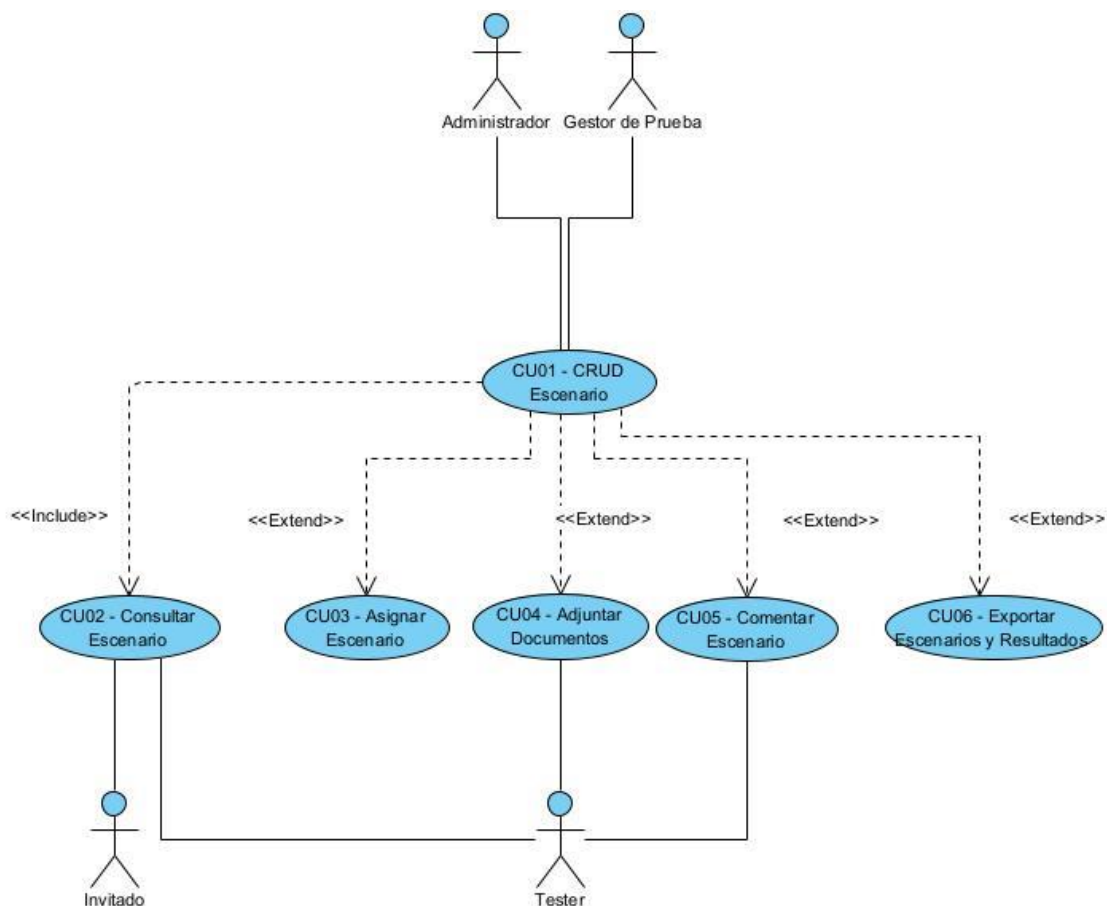 Administrador
Gestor de Prueba
CU01 - CRUD
Escenario
<<Include>>
<<Extend>>
<<Extend>>
<<Extend>>
<<Extend>>
CU02 - Consultar
Escenario
CU03 - Asignar
Escenario
CU04 - Adjuntar
Documentos
CU05 - Comentar
Escenario
CU06 - Exportar
Escenarios y Resultados
Invitado
Tester